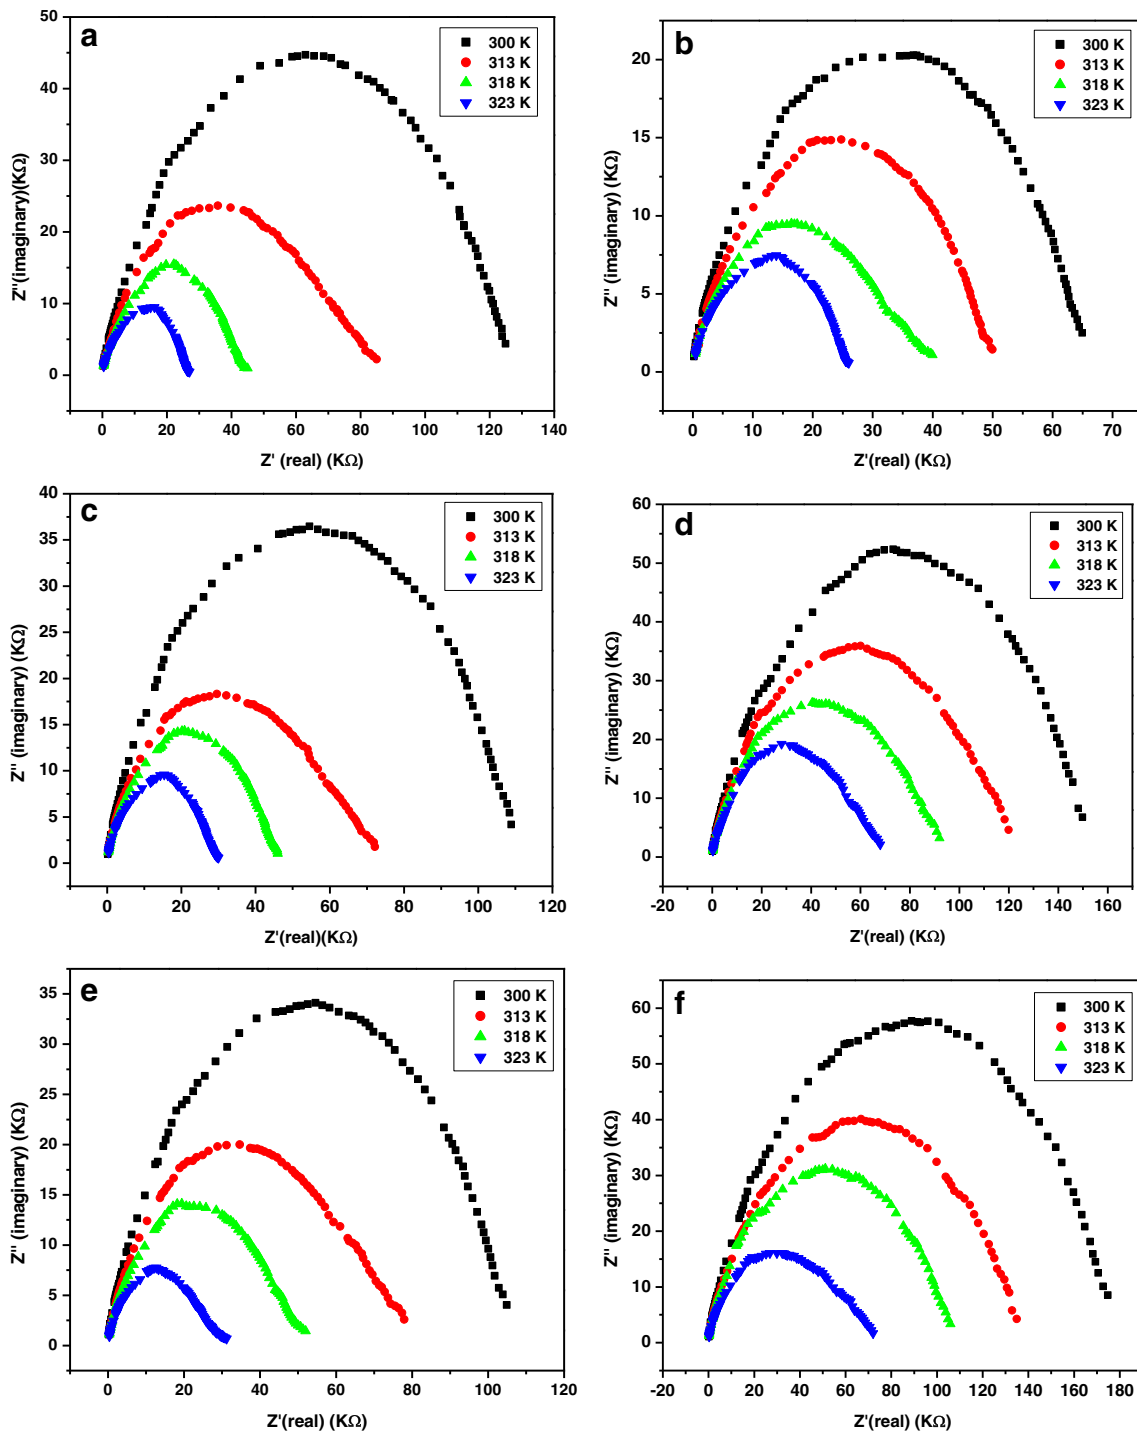 a
300 K
313 K
318 K
323 K
50
40
30
20
10
0
Z''(imaginary)(KΩ)
0 20 40 60 80 100 120 140
Z' (real) (KΩ)
b
300 K
313 K
318 K
323 K
20
15
10
5
0
Z'' (imaginary) (KΩ)
0 10 20 30 40 50 60 70
Z'(real) (KΩ)
c
300 K
313 K
318 K
323 K
40
35
30
25
20
15
10
5
0
Z'' (imaginary) (KΩ)
0 20 40 60 80 100 120
Z'(real)(KΩ)
d
300 K
313 K
318 K
323 K
60
50
40
30
20
10
0
Z'' (imaginary) (KΩ)
-20 0 20 40 60 80 100 120 140 160
Z'(real) (KΩ)
e
300 K
313 K
318 K
323 K
35
30
25
20
15
10
5
0
Z'' (imaginary) (KΩ)
0 20 40 60 80 100 120
Z'(real) (KΩ)
f
300 K
313 K
318 K
323 K
60
50
40
30
20
10
0
Z'' (imaginary) (KΩ)
-20 0 20 40 60 80 100 120 140 160 180
Z'(real) (KΩ)